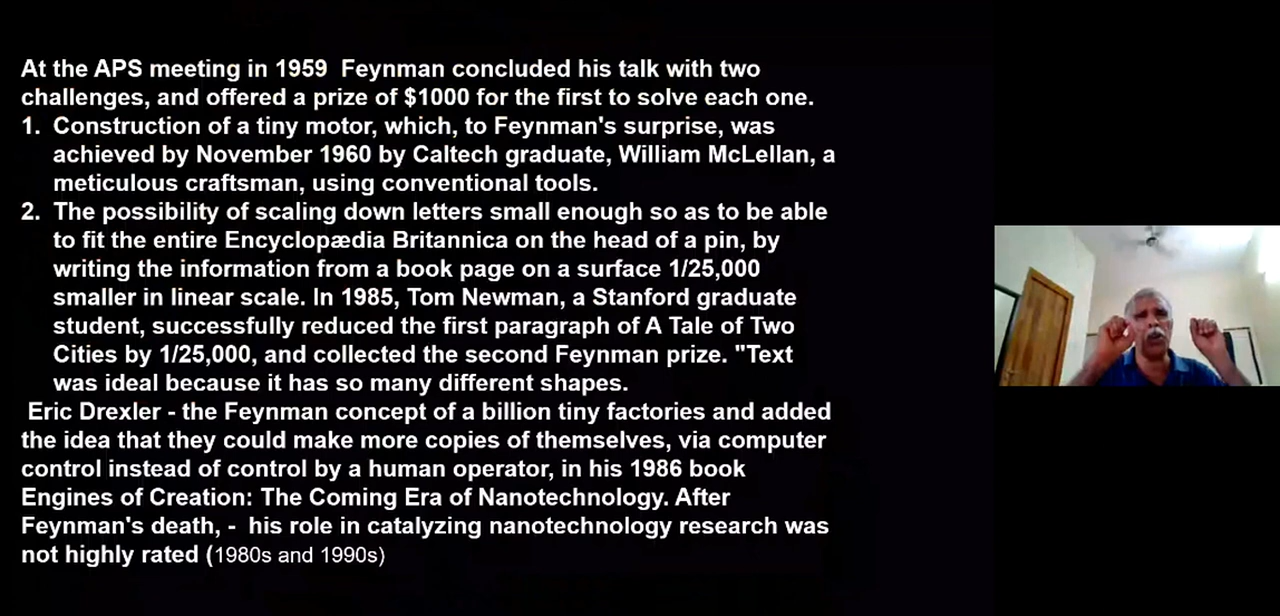 At the APS meeting in 1959  Feynman concluded his talk with two
challenges, and offered a prize of $1000 for the first to solve each one.
1.  Construction of a tiny motor, which, to Feynman's surprise, was
achieved by November 1960 by Caltech graduate, William McLellan, a
meticulous craftsman, using conventional tools.
2.  The possibility of scaling down letters small enough so as to be able
to fit the entire Encyclopædia Britannica on the head of a pin, by
writing the information from a book page on a surface 1/25,000
smaller in linear scale. In 1985, Tom Newman, a Stanford graduate
student, successfully reduced the first paragraph of A Tale of Two
Cities by 1/25,000, and collected the second Feynman prize. "Text
was ideal because it has so many different shapes.
Eric Drexler - the Feynman concept of a billion tiny factories and added
the idea that they could make more copies of themselves, via computer
control instead of control by a human operator, in his 1986 book
Engines of Creation: The Coming Era of Nanotechnology. After
Feynman's death, -  his role in catalyzing nanotechnology research was
not highly rated (1980s and 1990s)